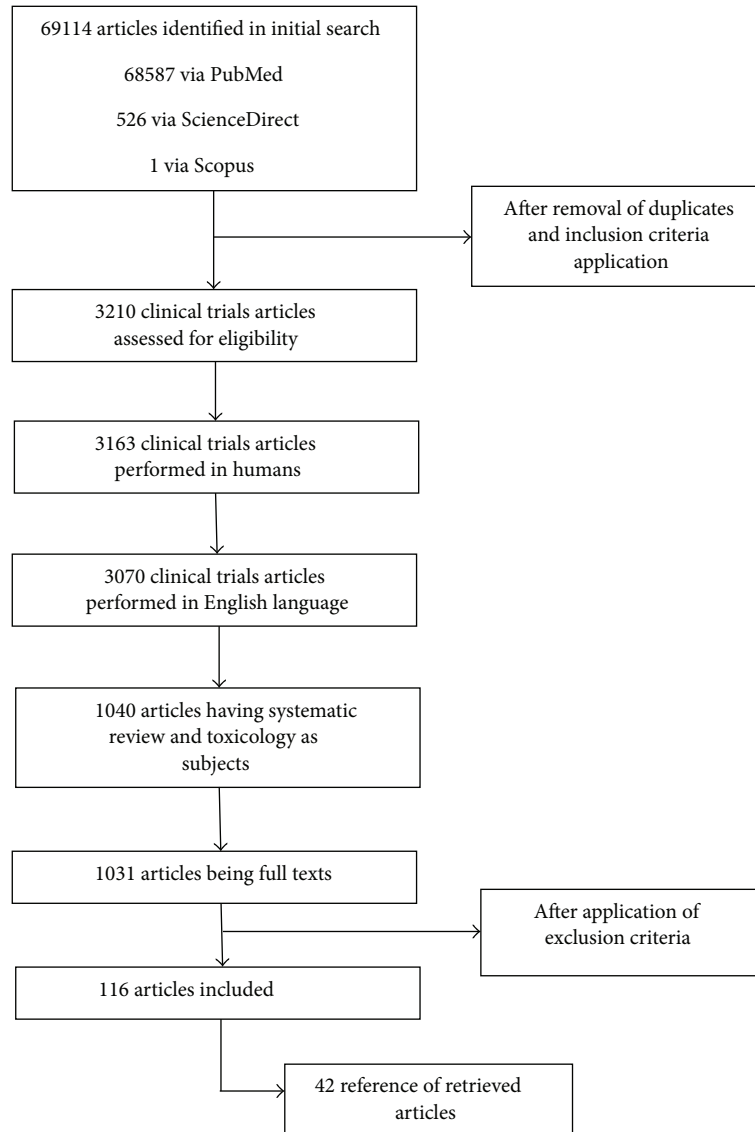 69114 articles identified in initial search
68587 via PubMed
526 via ScienceDirect
1 via Scopus
After removal of duplicates
and inclusion criteria
application
3210 clinical trials articles
assessed for eligibility
3163 clinical trials articles
performed in humans
3070 clinical trials articles
performed in English language
1040 articles having systematic
review and toxicology as
subjects
1031 articles being full texts
After application of
exclusion criteria
116 articles included
42 reference of retrieved
articles